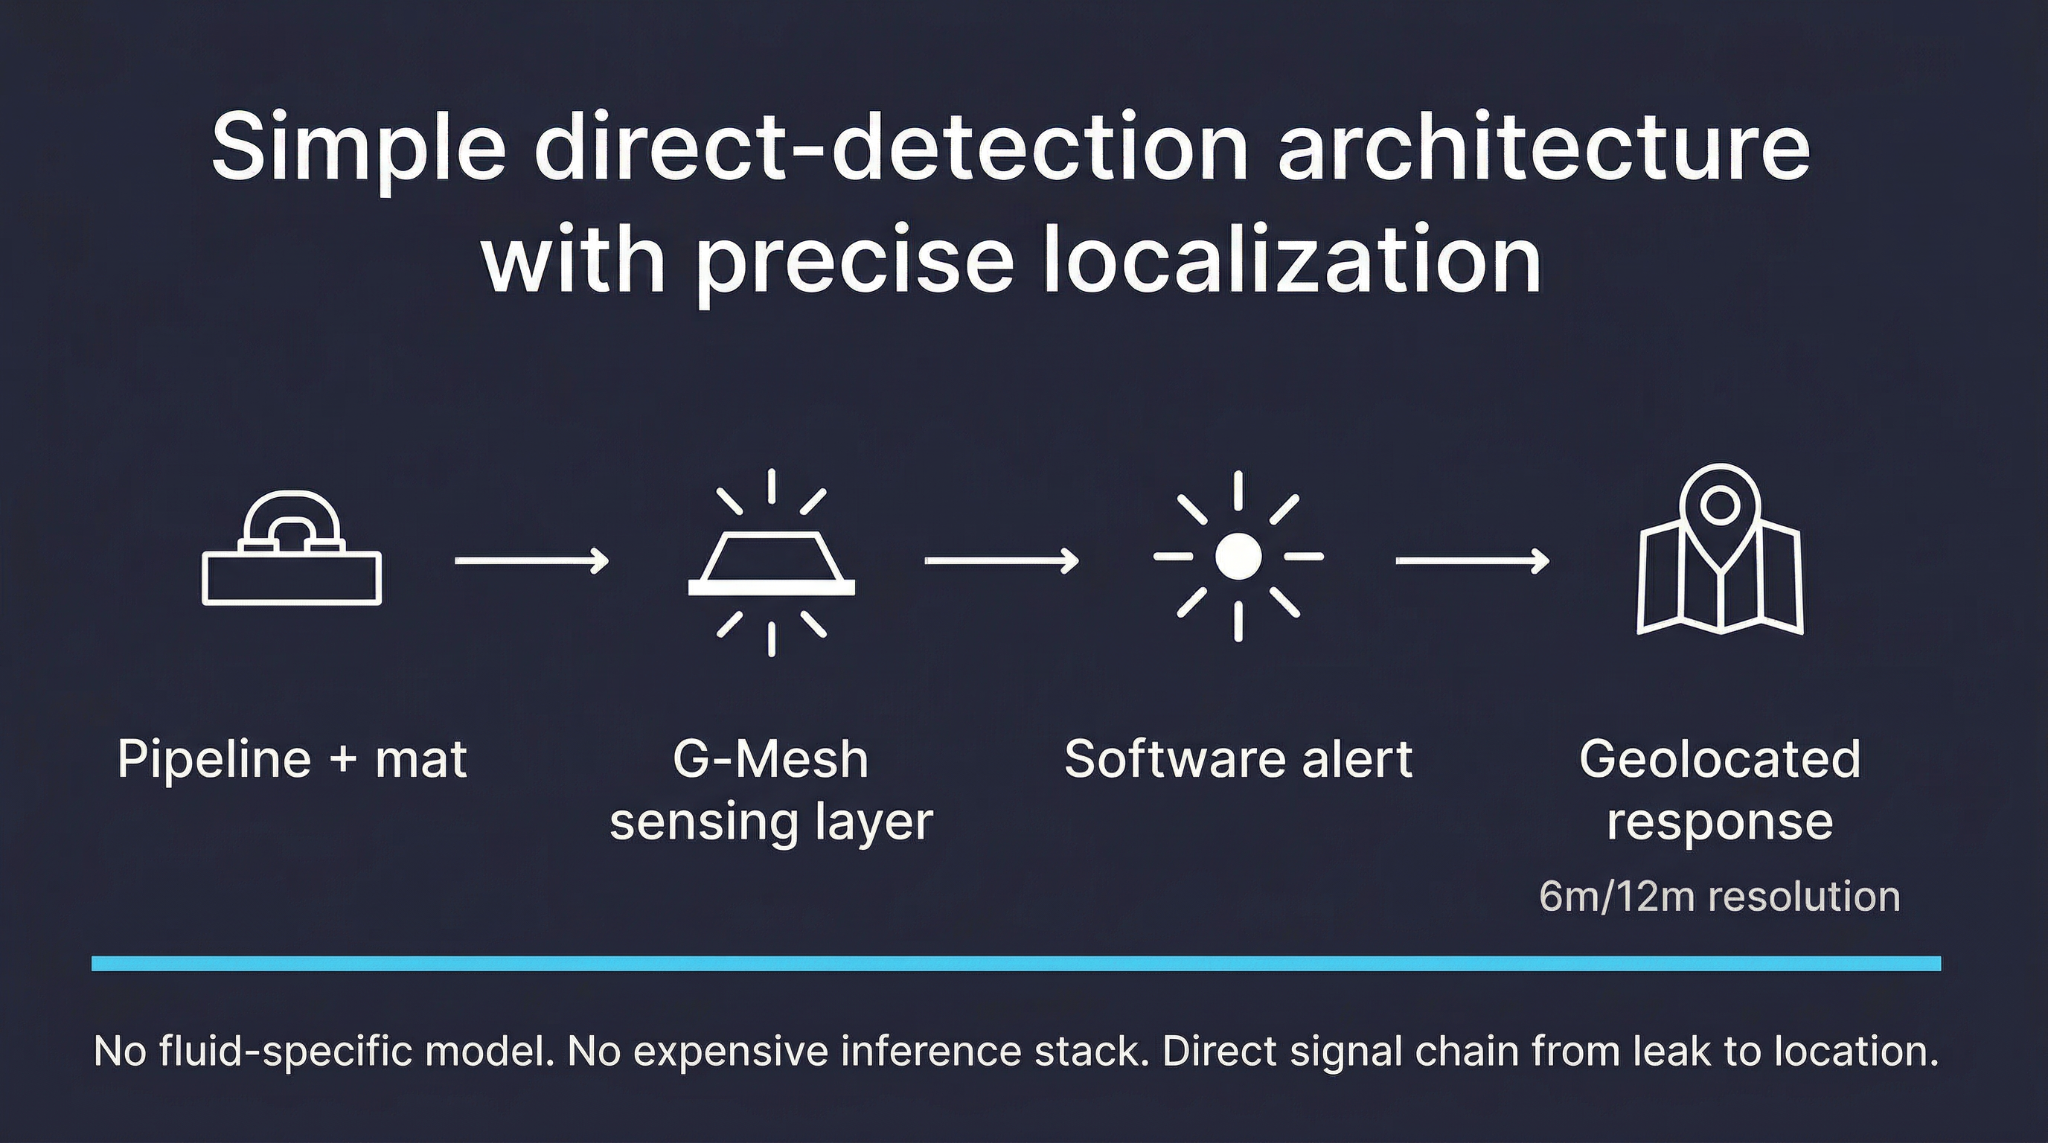 Simple direct-detection architecture
with precise localization
Pipeline + mat
G-Mesh
sensing layer
Software alert
Geolocated
response
6m/12m resolution
No fluid-specific model. No expensive inference stack. Direct signal chain from leak to location.